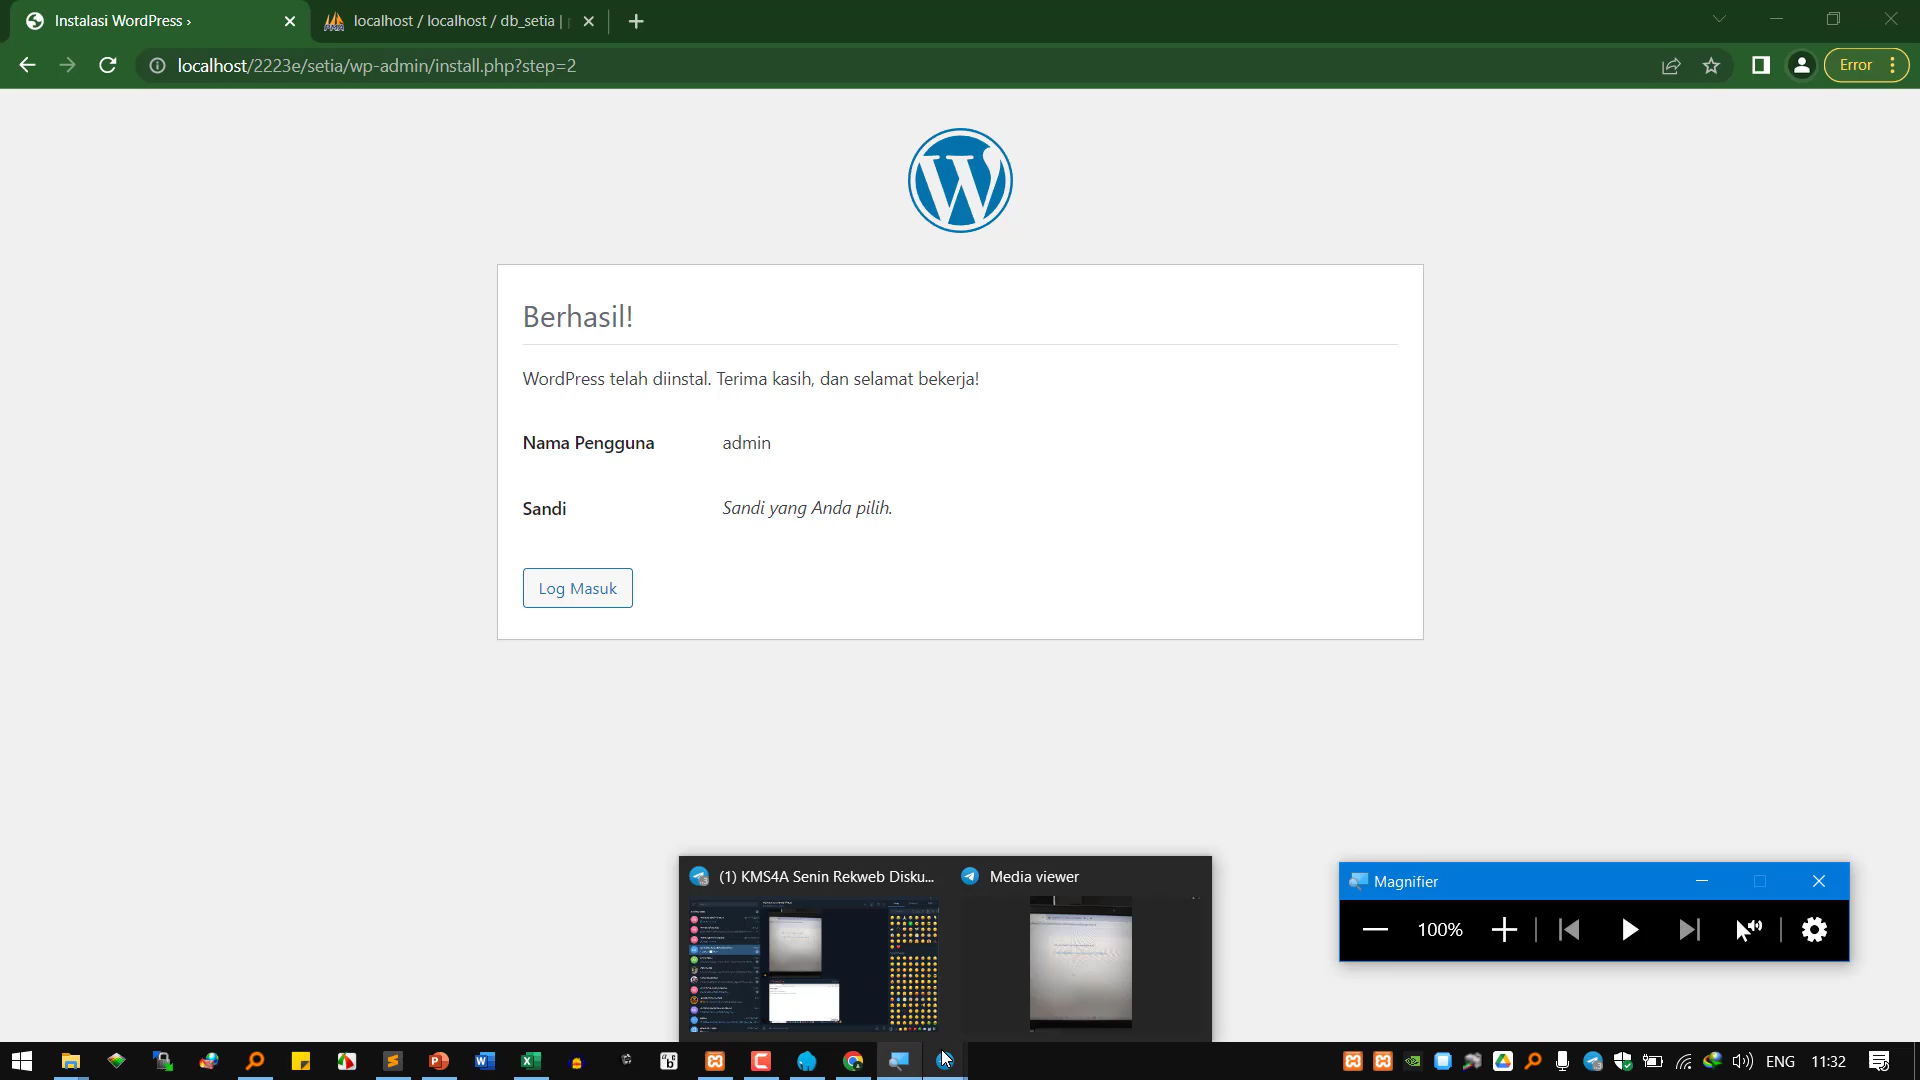 Instalasi WordPress ›
localhost / localhost / db_setia |
localhost/2223e/setia/wp-admin/install.php?step=2
Error
Berhasil!
WordPress telah diinstal. Terima kasih, dan selamat bekerja!
Nama Pengguna admin
Sandi Sandi yang Anda pilih.
Log Masuk
(1) KMS4A Senin Rekweb Disku...
Media viewer
Magnifier
100%
ENG 11:32